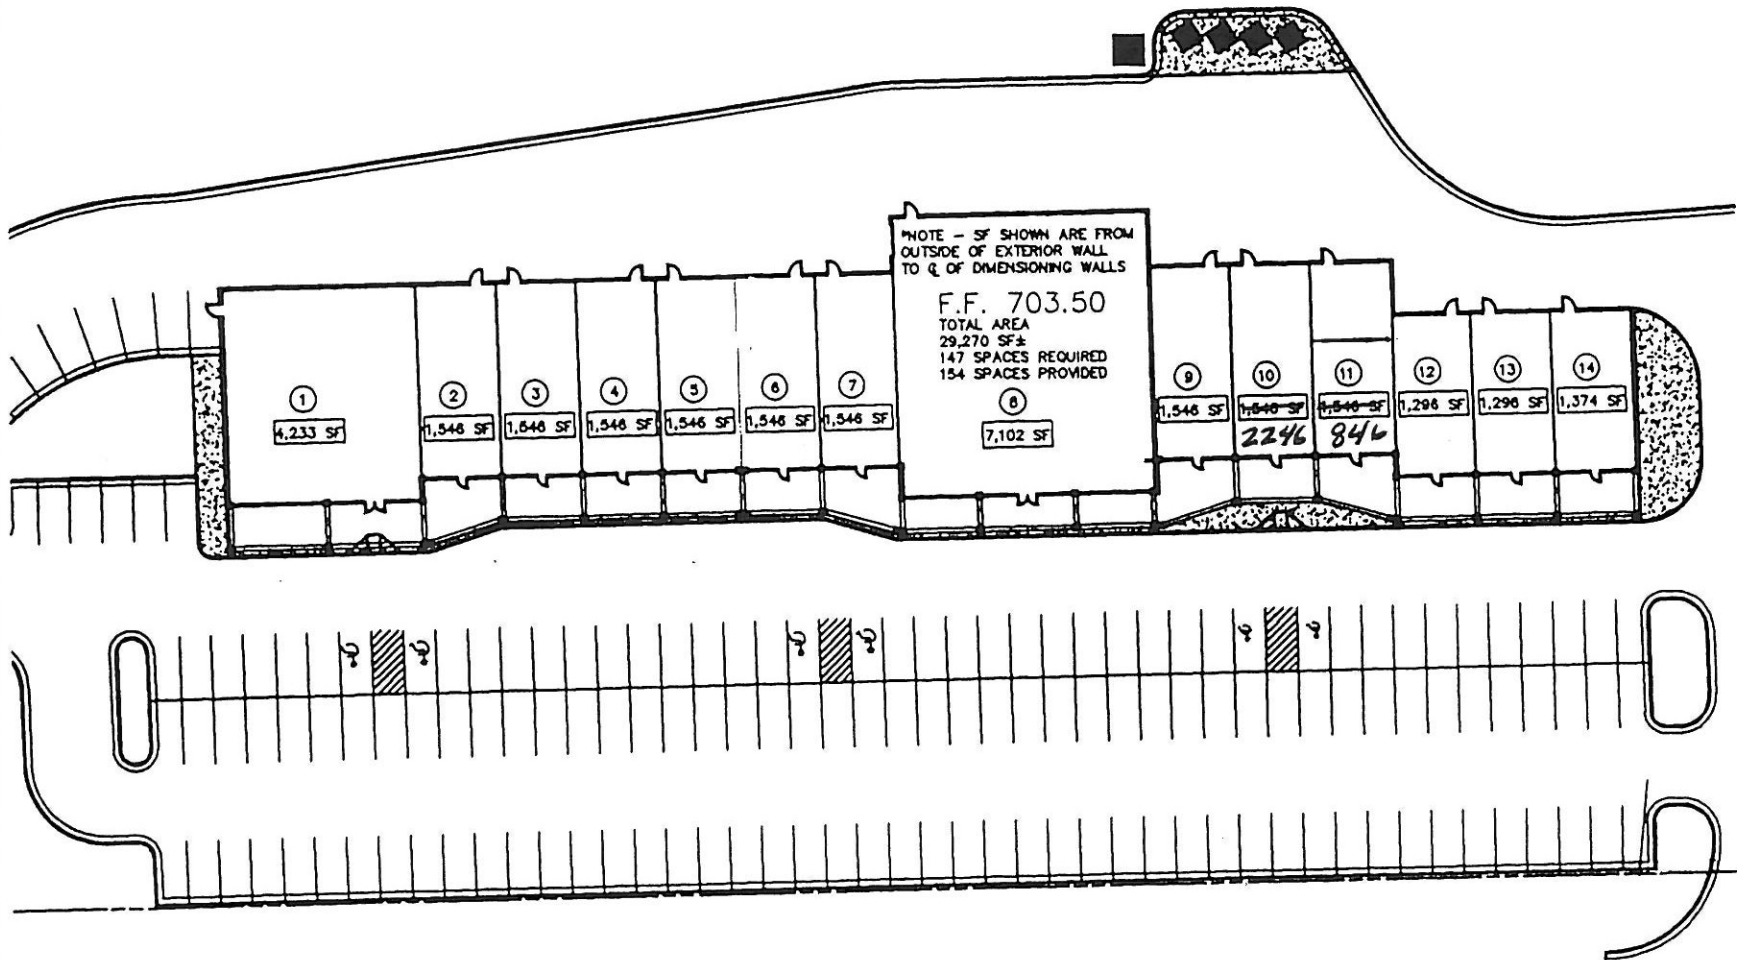 *NOTE – SF SHOWN ARE FROM
OUTSIDE OF EXTERIOR WALL
TO ℄ OF DIMENSIONING WALLS
F.F. 703.50
TOTAL AREA
29,270 SF±
147 SPACES REQUIRED
154 SPACES PROVIDED
1
4,233 SF
2
1,546 SF
3
1,546 SF
4
1,546 SF
5
1,546 SF
6
1,546 SF
7
1,546 SF
8
7,102 SF
9
1,546 SF
10
1,546 SF
2246
11
1,546 SF
846
12
1,296 SF
13
1,296 SF
14
1,374 SF